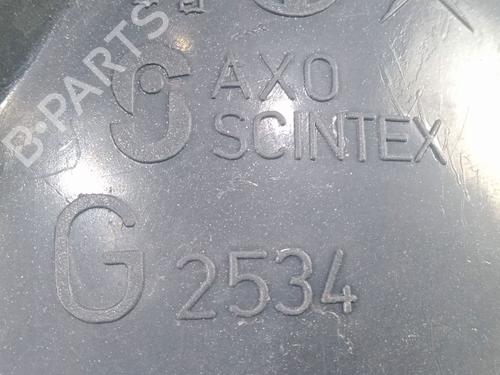 B-PARTS
AXO
SCINTEX
G 2534